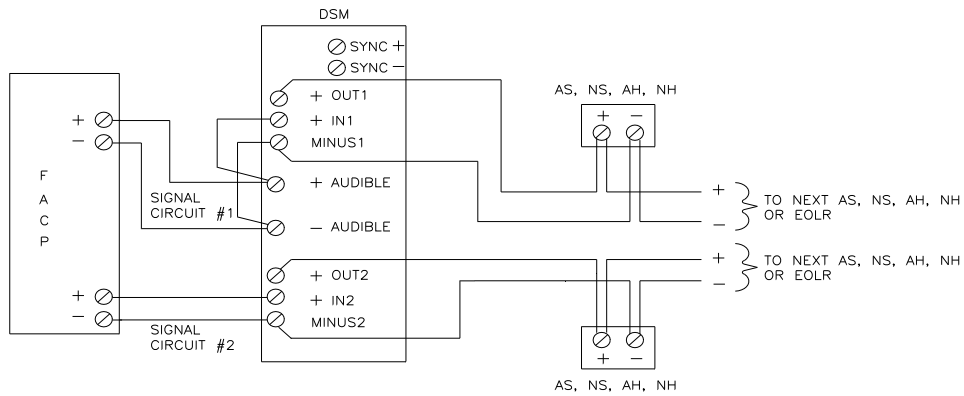 DSM
SYNC +
SYNC −
+ OUT1
+ IN1
MINUS1
+ AUDIBLE
− AUDIBLE
+ OUT2
+ IN2
MINUS2
+
−
F
A
C
P
+
−
SIGNAL
CIRCUIT #1
SIGNAL
CIRCUIT #2
AS, NS, AH, NH
+ −
+
−
TO NEXT AS, NS, AH, NH
OR EOLR
+
−
TO NEXT AS, NS, AH, NH
OR EOLR
+ −
AS, NS, AH, NH